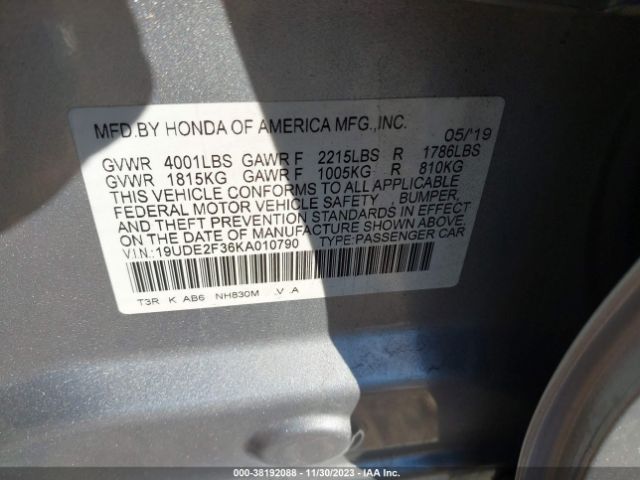 MFD.BY HONDA OF AMERICA MFG.,INC. 05/'19
GVWR 4001LBS GAWR F 2215LBS R 1786LBS
GVWR 1815KG GAWR F 1005KG R 810KG
THIS VEHICLE CONFORMS TO ALL APPLICABLE
FEDERAL MOTOR VEHICLE SAFETY , BUMPER,
AND THEFT PREVENTION STANDARDS IN EFFECT
ON THE DATE OF MANUFACTURE SHOWN ABOVE
V.I.N.:19UDE2F36KA010790 TYPE:PASSENGER CAR
T3R K AB6 NH830M .V .A
000-38192088 - 11/30/2023 - IAA Inc.